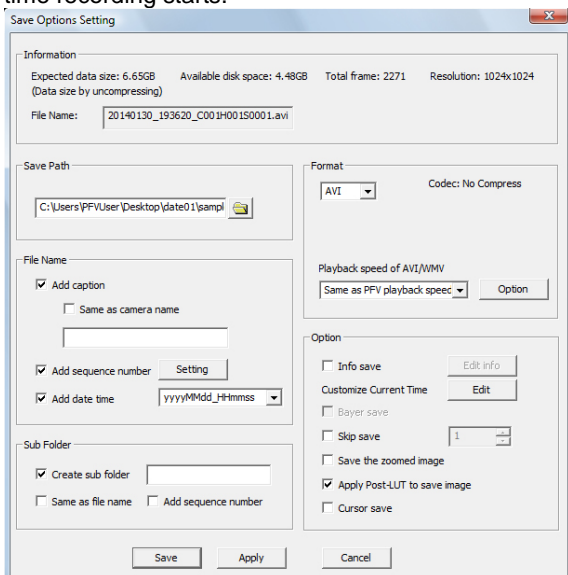 time recording starts.
Save Options Setting
Information
Expected data size: 6.65GB Available disk space: 4.48GB Total frame: 2271 Resolution: 1024x1024
(Data size by uncompressing)
File Name: 20140130_193620_C001H001S0001.avi
Save Path
C:\Users\PFVUser\Desktop\date01\sampl
Format
AVI Codec: No Compress
Playback speed of AVI/WMV
Same as PFV playback speec Option
File Name
Add caption
Same as camera name
Add sequence number Setting
Add date time yyyyMMdd_HHmmss
Sub Folder
Create sub folder
Same as file name Add sequence number
Option
Info save Edit info
Customize Current Time Edit
Bayer save
Skip save 1
Save the zoomed image
Apply Post-LUT to save image
Cursor save
Save Apply Cancel